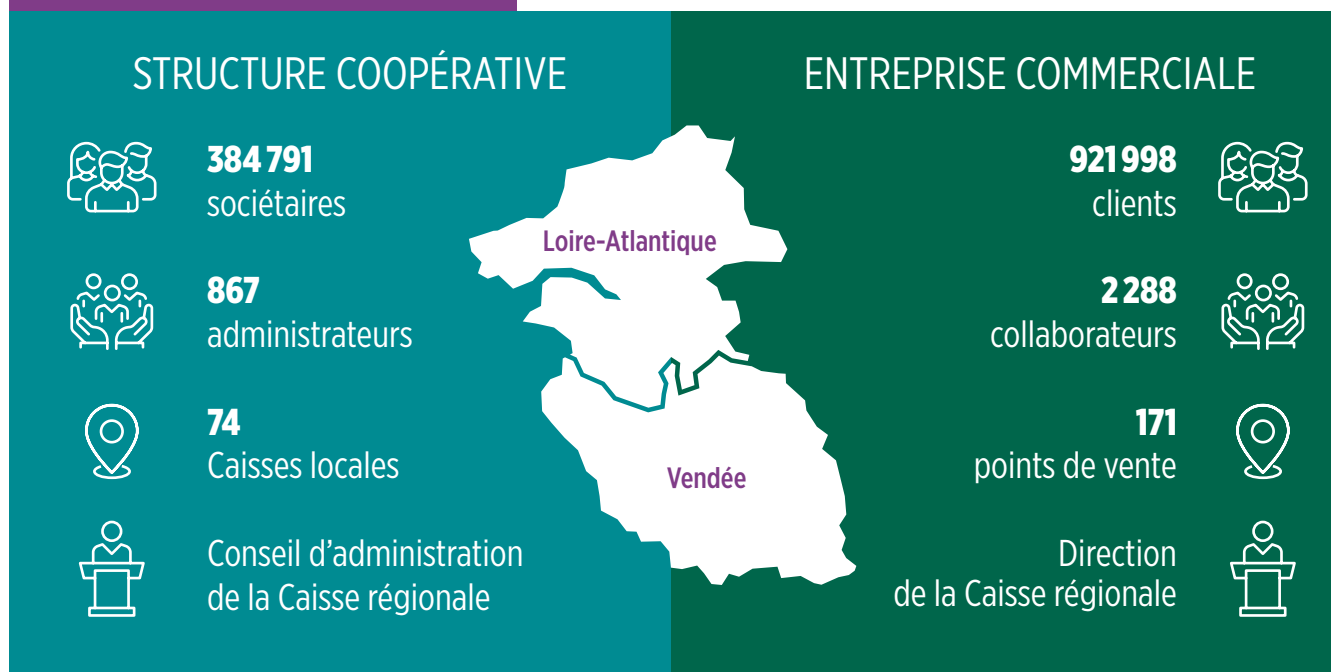 STRUCTURE COOPÉRATIVE
384 791
sociétaires
867
administrateurs
74
Caisses locales
Conseil d’administration
de la Caisse régionale
Loire-Atlantique
Vendée
ENTREPRISE COMMERCIALE
921 998
clients
2 288
collaborateurs
171
points de vente
Direction
de la Caisse régionale